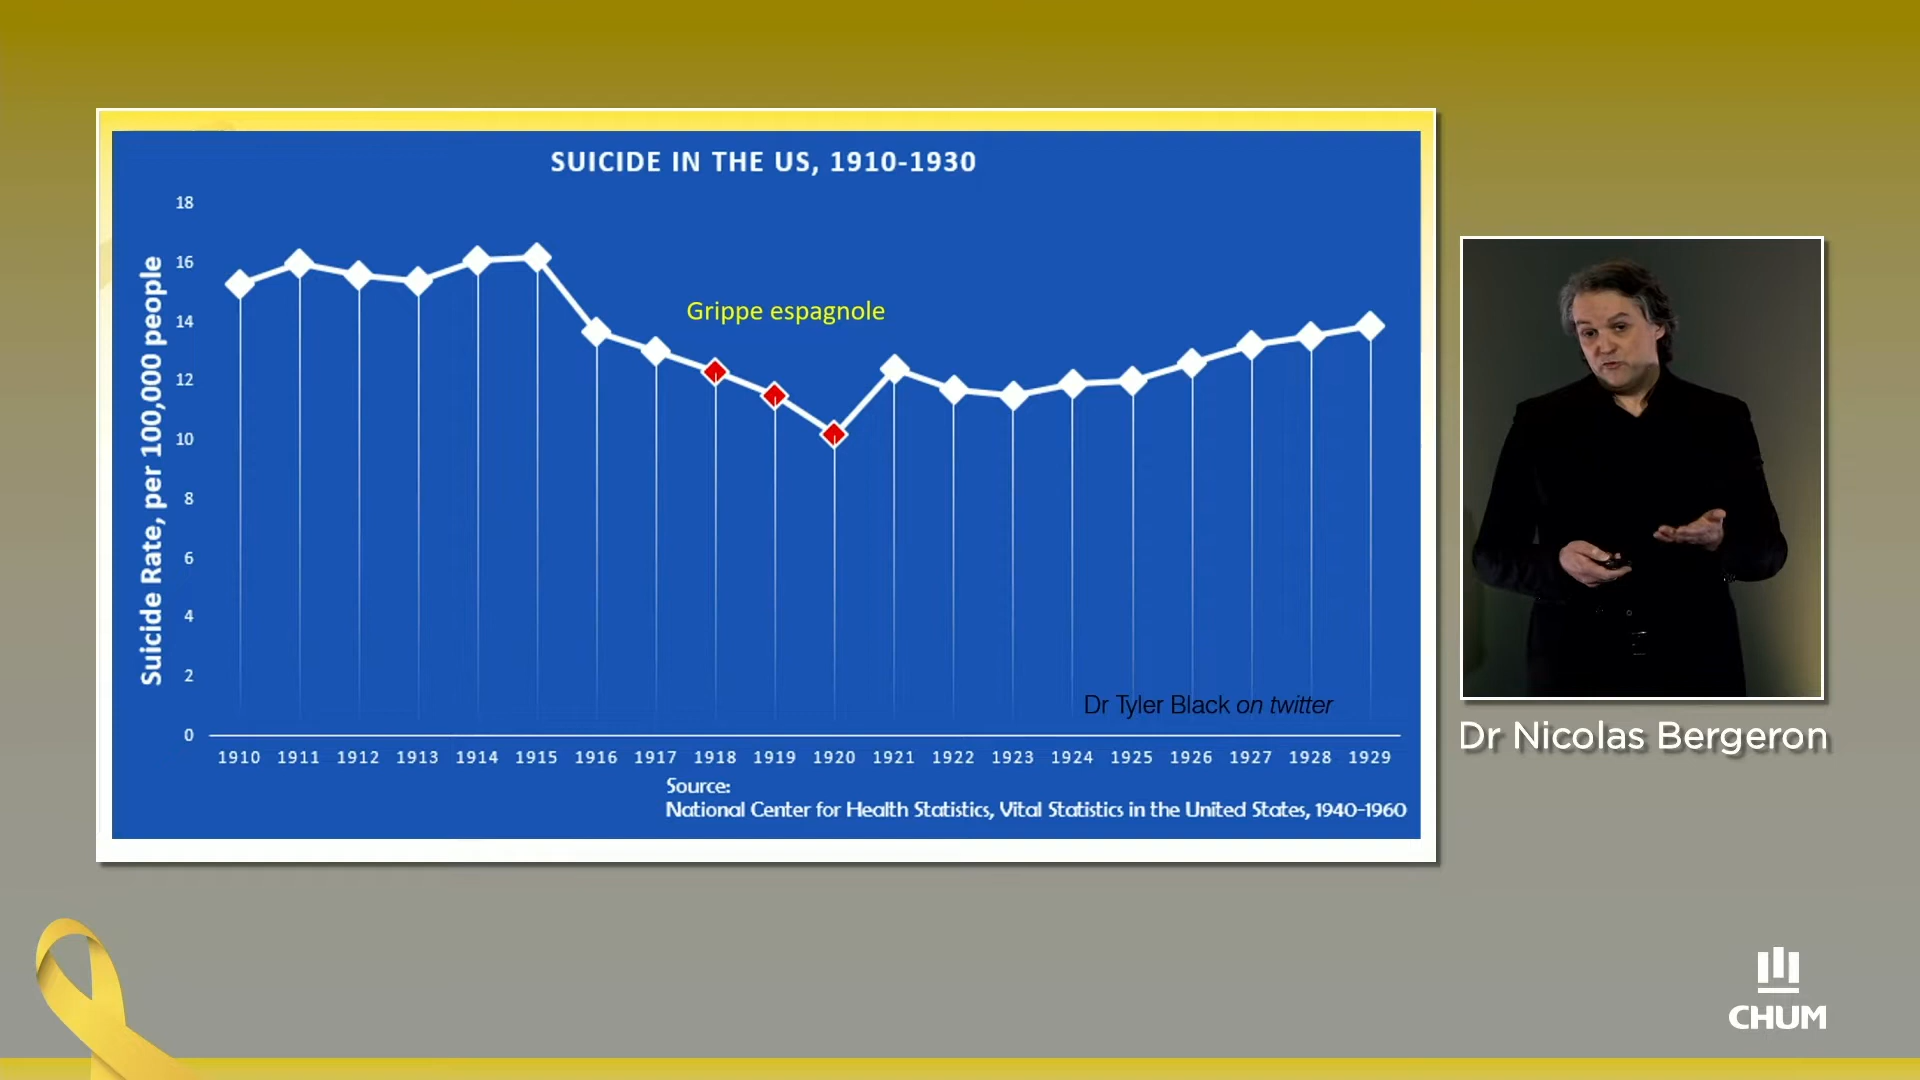 SUICIDE IN THE US, 1910-1930
Suicide Rate, per 100,000 people
18
16
14
12
10
8
6
4
2
0
Grippe espagnole
Dr Tyler Black on twitter
1910 1911 1912 1913 1914 1915 1916 1917 1918 1919 1920 1921 1922 1923 1924 1925 1926 1927 1928 1929
Source:
National Center for Health Statistics, Vital Statistics in the United States, 1940-1960
Dr Nicolas Bergeron
CHUM